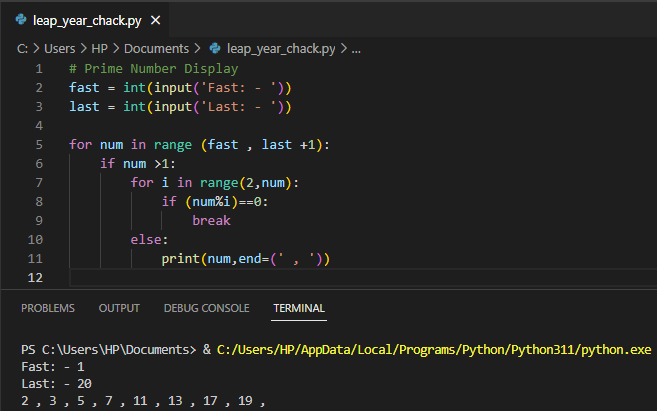 leap_year_chack.py ×
C: > Users > HP > Documents > leap_year_chack.py > ...
1 # Prime Number Display
2 fast = int(input('Fast: - '))
3 last = int(input('Last: - '))
4
5 for num in range (fast , last +1):
6     if num >1:
7         for i in range(2,num):
8             if (num%i)==0:
9                 break
10         else:
11             print(num,end=(' , '))
12
PROBLEMS OUTPUT DEBUG CONSOLE TERMINAL
PS C:\Users\HP\Documents> & C:/Users/HP/AppData/Local/Programs/Python/Python311/python.exe
Fast: - 1
Last: - 20
2 , 3 , 5 , 7 , 11 , 13 , 17 , 19 ,